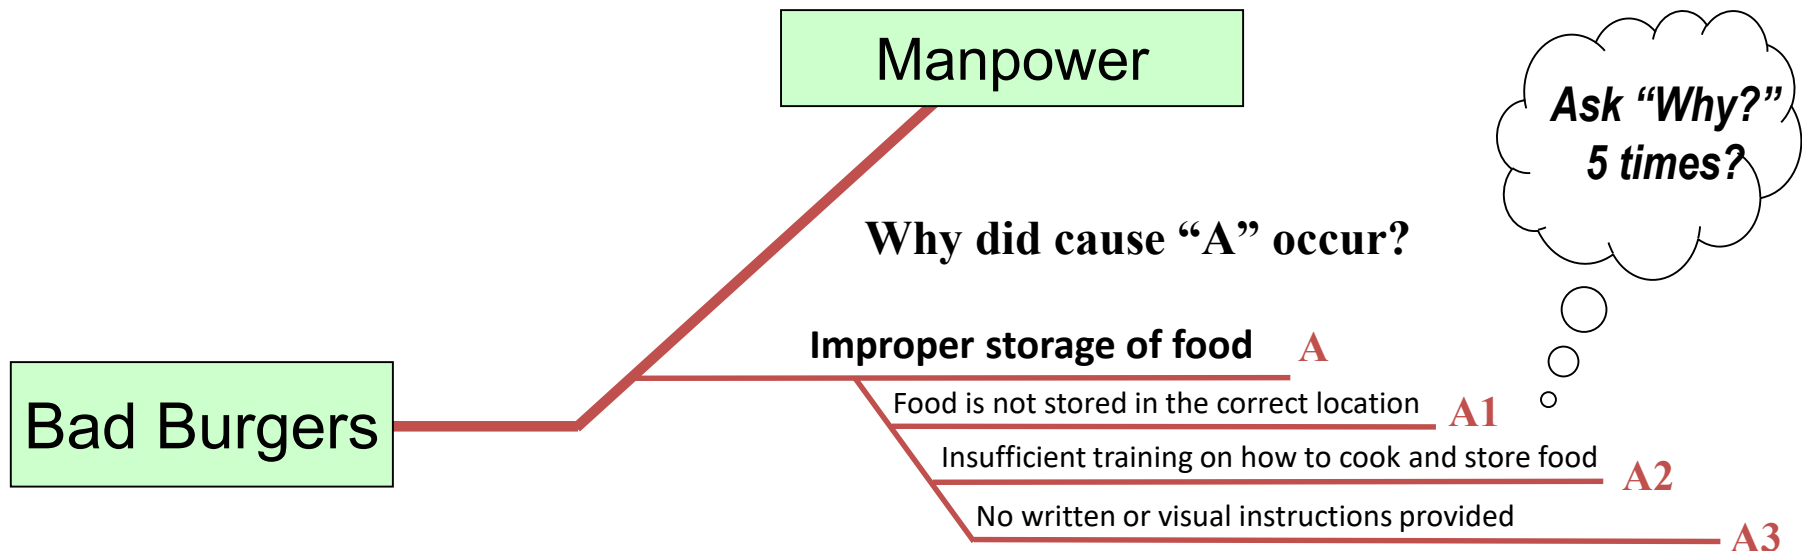 Manpower
Ask “Why?”
5 times?
Why did cause “A” occur?
Improper storage of food A
Bad Burgers
Food is not stored in the correct location A1
Insufficient training on how to cook and store food A2
No written or visual instructions provided A3